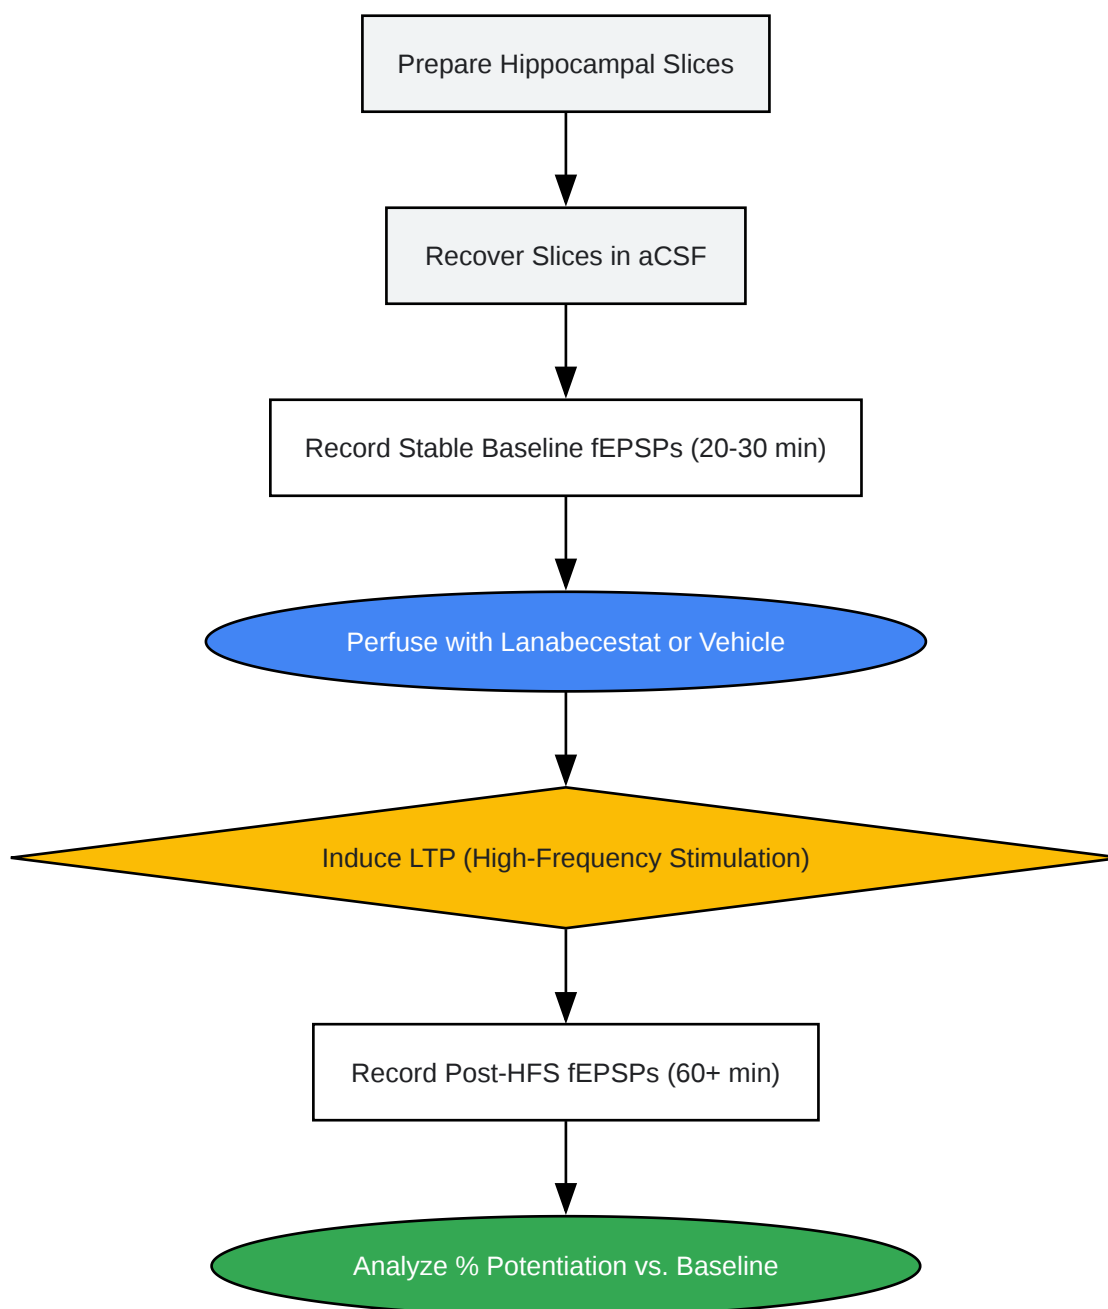 Prepare Hippocampal Slices
Recover Slices in aCSF
Record Stable Baseline fEPSPs (20-30 min)
Perfuse with Lanabecestat or Vehicle
Induce LTP (High-Frequency Stimulation)
Record Post-HFS fEPSPs (60+ min)
Analyze % Potentiation vs. Baseline